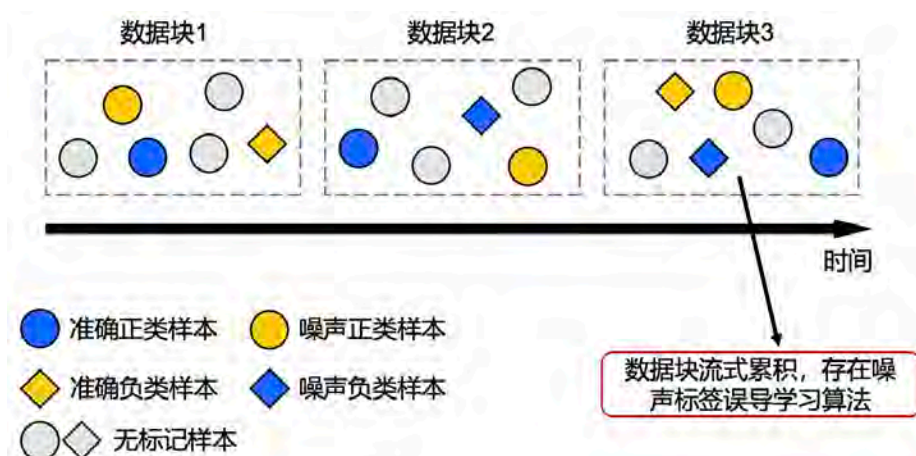 数据块1
数据块2
数据块3
时间
准确正类样本
噪声正类样本
准确负类样本
噪声负类样本
无标记样本
数据块流式累积，存在噪
声标签误导学习算法